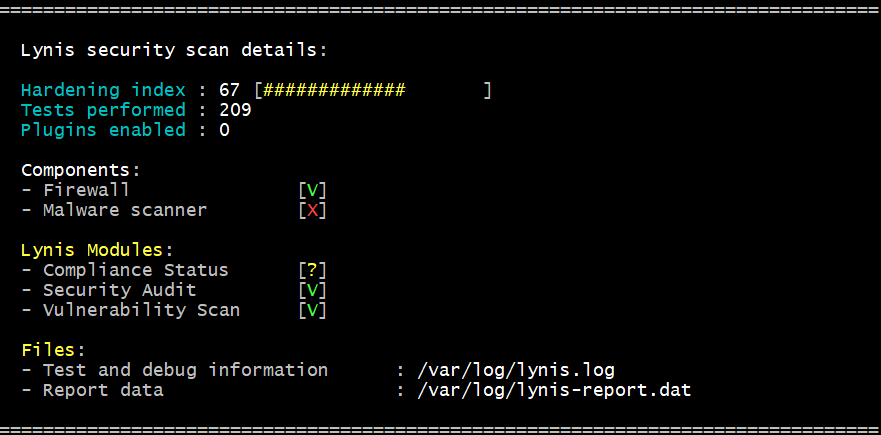 ================================================================================
Lynis security scan details:
Hardening index : 67 [#############       ]
Tests performed : 209
Plugins enabled : 0
Components:
- Firewall               [V]
- Malware scanner        [X]
Lynis Modules:
- Compliance Status      [?]
- Security Audit         [V]
- Vulnerability Scan     [V]
Files:
- Test and debug information      : /var/log/lynis.log
- Report data                     : /var/log/lynis-report.dat
================================================================================